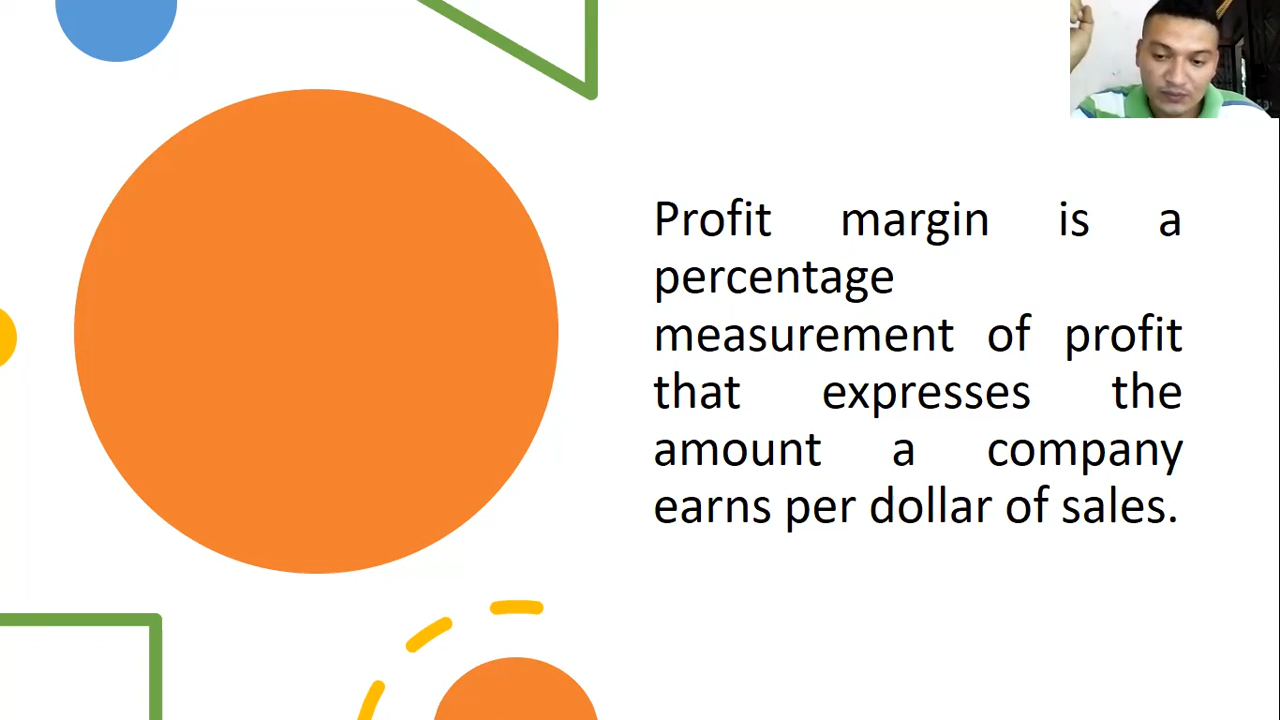 Profit margin is a
percentage
measurement of profit
that expresses the
amount a company
earns per dollar of sales.